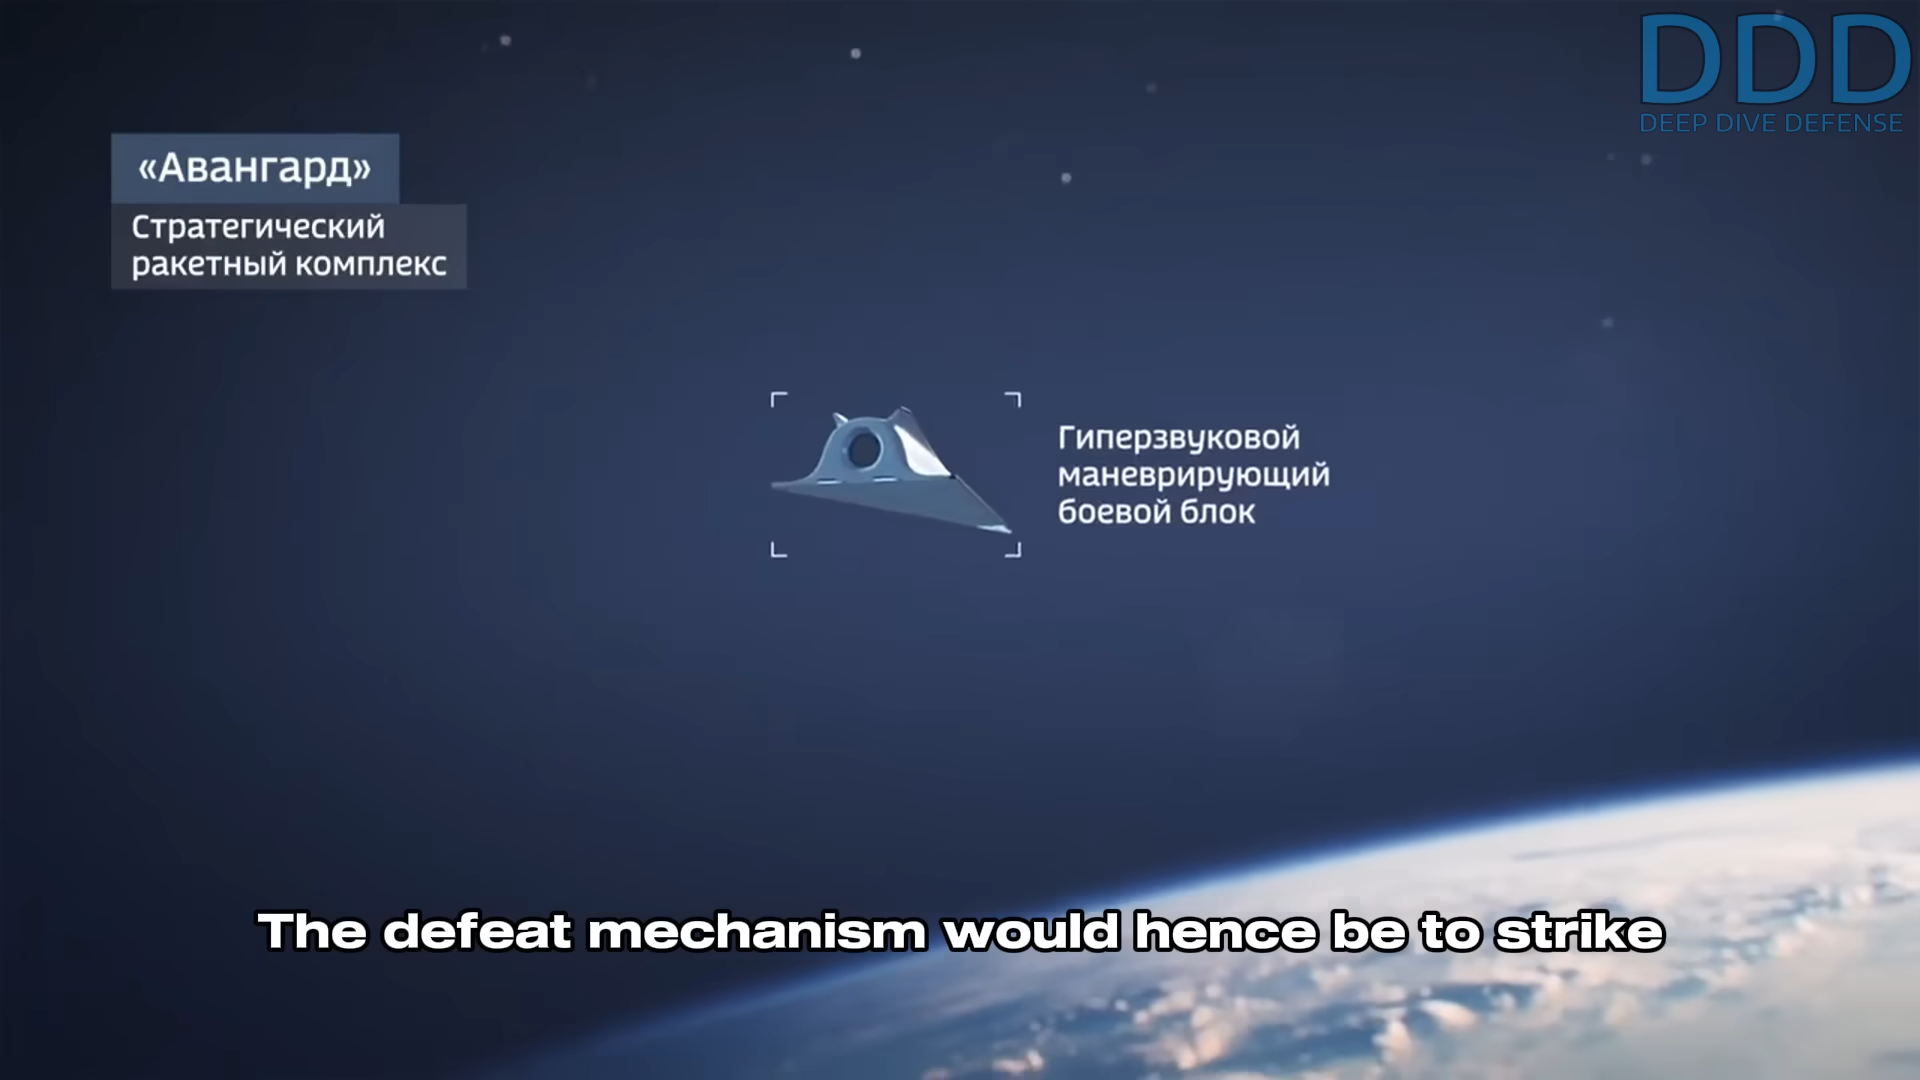 DDD
DEEP DIVE DEFENSE
«Авангард»
Стратегический
ракетный комплекс
Гиперзвуковой
маневрирующий
боевой блок
The defeat mechanism would hence be to strike